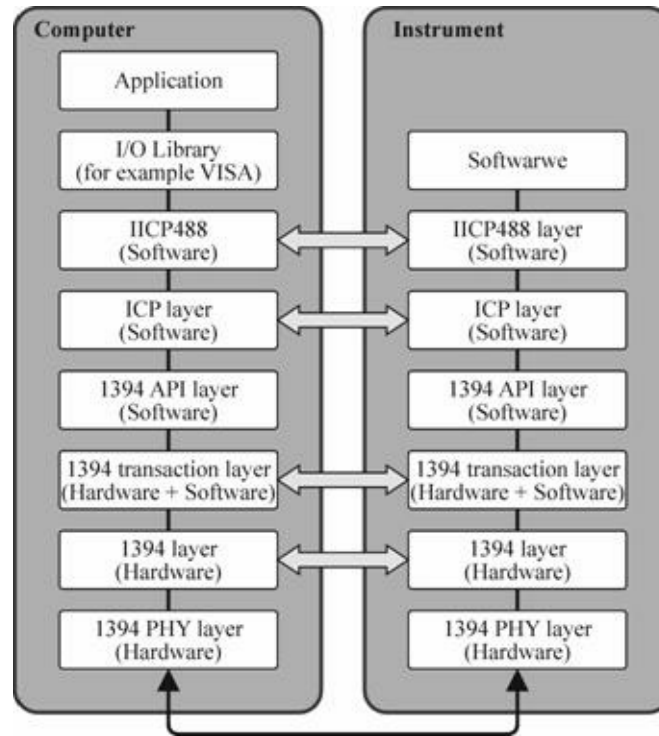 Computer
Application
I/O Library
(for example VISA)
IICP488
(Software)
ICP layer
(Software)
1394 API layer
(Software)
1394 transaction layer
(Hardware + Software)
1394 layer
(Hardware)
1394 PHY layer
(Hardware)
Instrument
Softwarwe
IICP488 layer
(Software)
ICP layer
(Software)
1394 API layer
(Software)
1394 transaction layer
(Hardware + Software)
1394 layer
(Hardware)
1394 PHY layer
(Hardware)